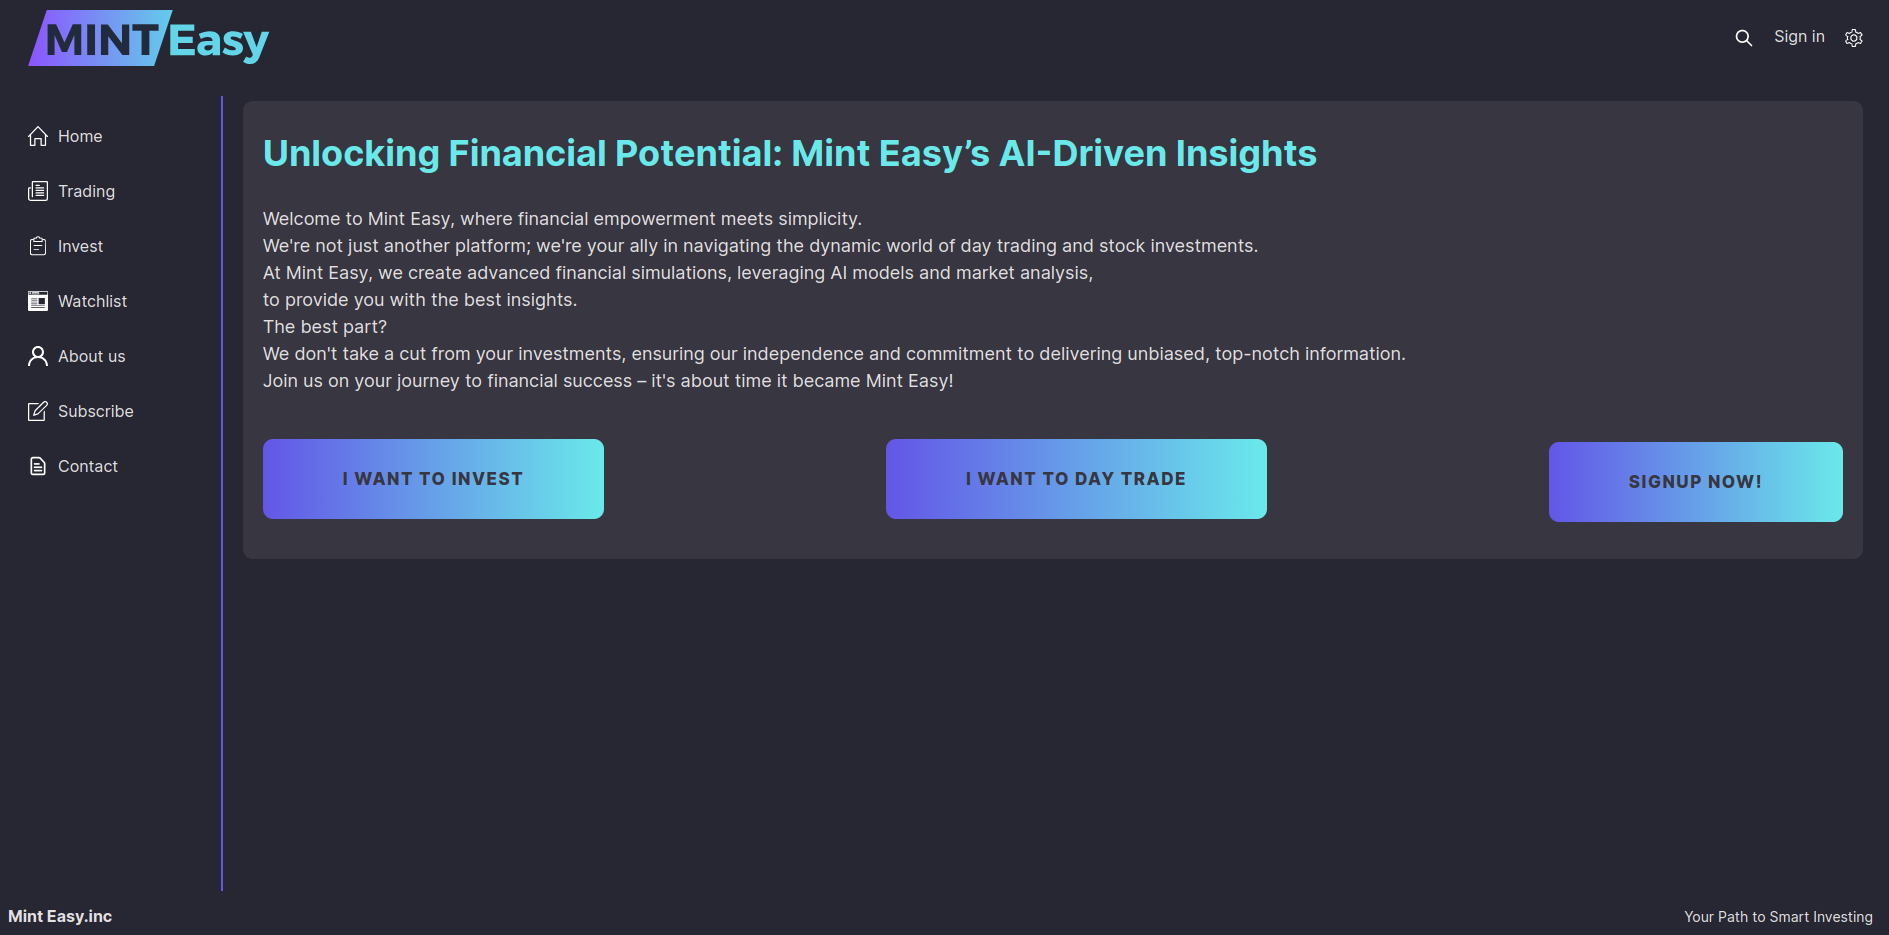 MINT Easy
Sign in
Home
Trading
Invest
Watchlist
About us
Subscribe
Contact
Unlocking Financial Potential: Mint Easy’s AI-Driven Insights
Welcome to Mint Easy, where financial empowerment meets simplicity.
We're not just another platform; we're your ally in navigating the dynamic world of day trading and stock investments.
At Mint Easy, we create advanced financial simulations, leveraging AI models and market analysis,
to provide you with the best insights.
The best part?
We don't take a cut from your investments, ensuring our independence and commitment to delivering unbiased, top-notch information.
Join us on your journey to financial success – it's about time it became Mint Easy!
I WANT TO INVEST
I WANT TO DAY TRADE
SIGNUP NOW!
Mint Easy.inc
Your Path to Smart Investing